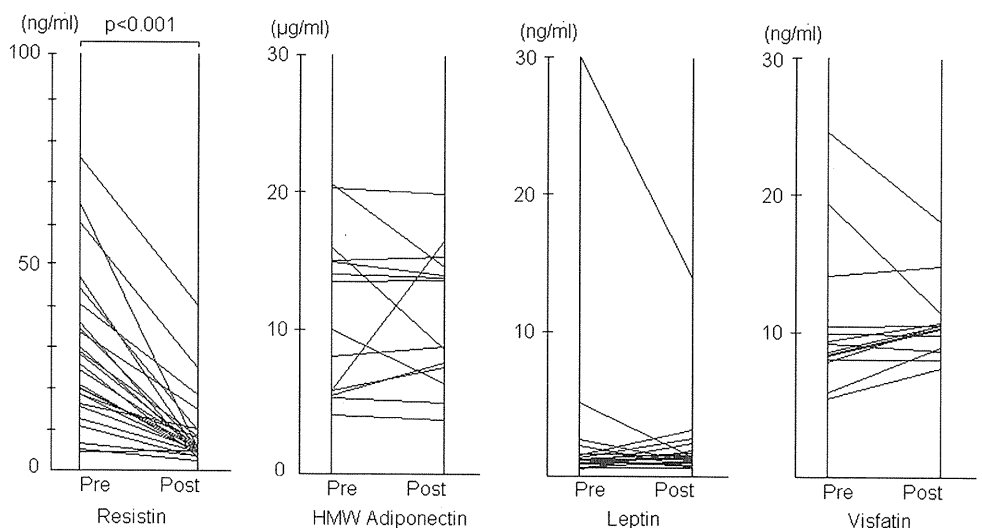 (ng/ml) p<0.001
100
50
0
Pre Post
Resistin
(μg/ml)
30
20
10
0
Pre Post
HMW Adiponectin
(ng/ml)
30
20
10
Pre Post
Leptin
(ng/ml)
30
20
10
Pre Post
Visfatin